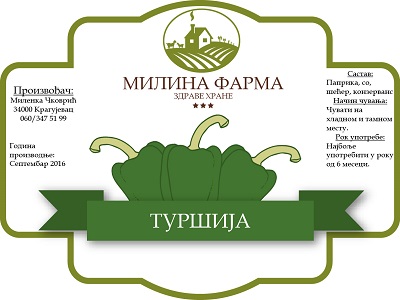 МИЛИНА ФАРМА
ЗДРАВЕ ХРАНЕ
Произвођач:
Миленка Чковрић
34000 Крагујевац
060/347 51 99
Година
производње:
Септембар 2016
Састав:
Паприка, со,
шећер, конзерванс
Начин чувања:
Чувати на
хладном и тамном
месту.
Рок употребе:
Најбоље
употребити у року
од 6 месеци.
ТУРШИЈА